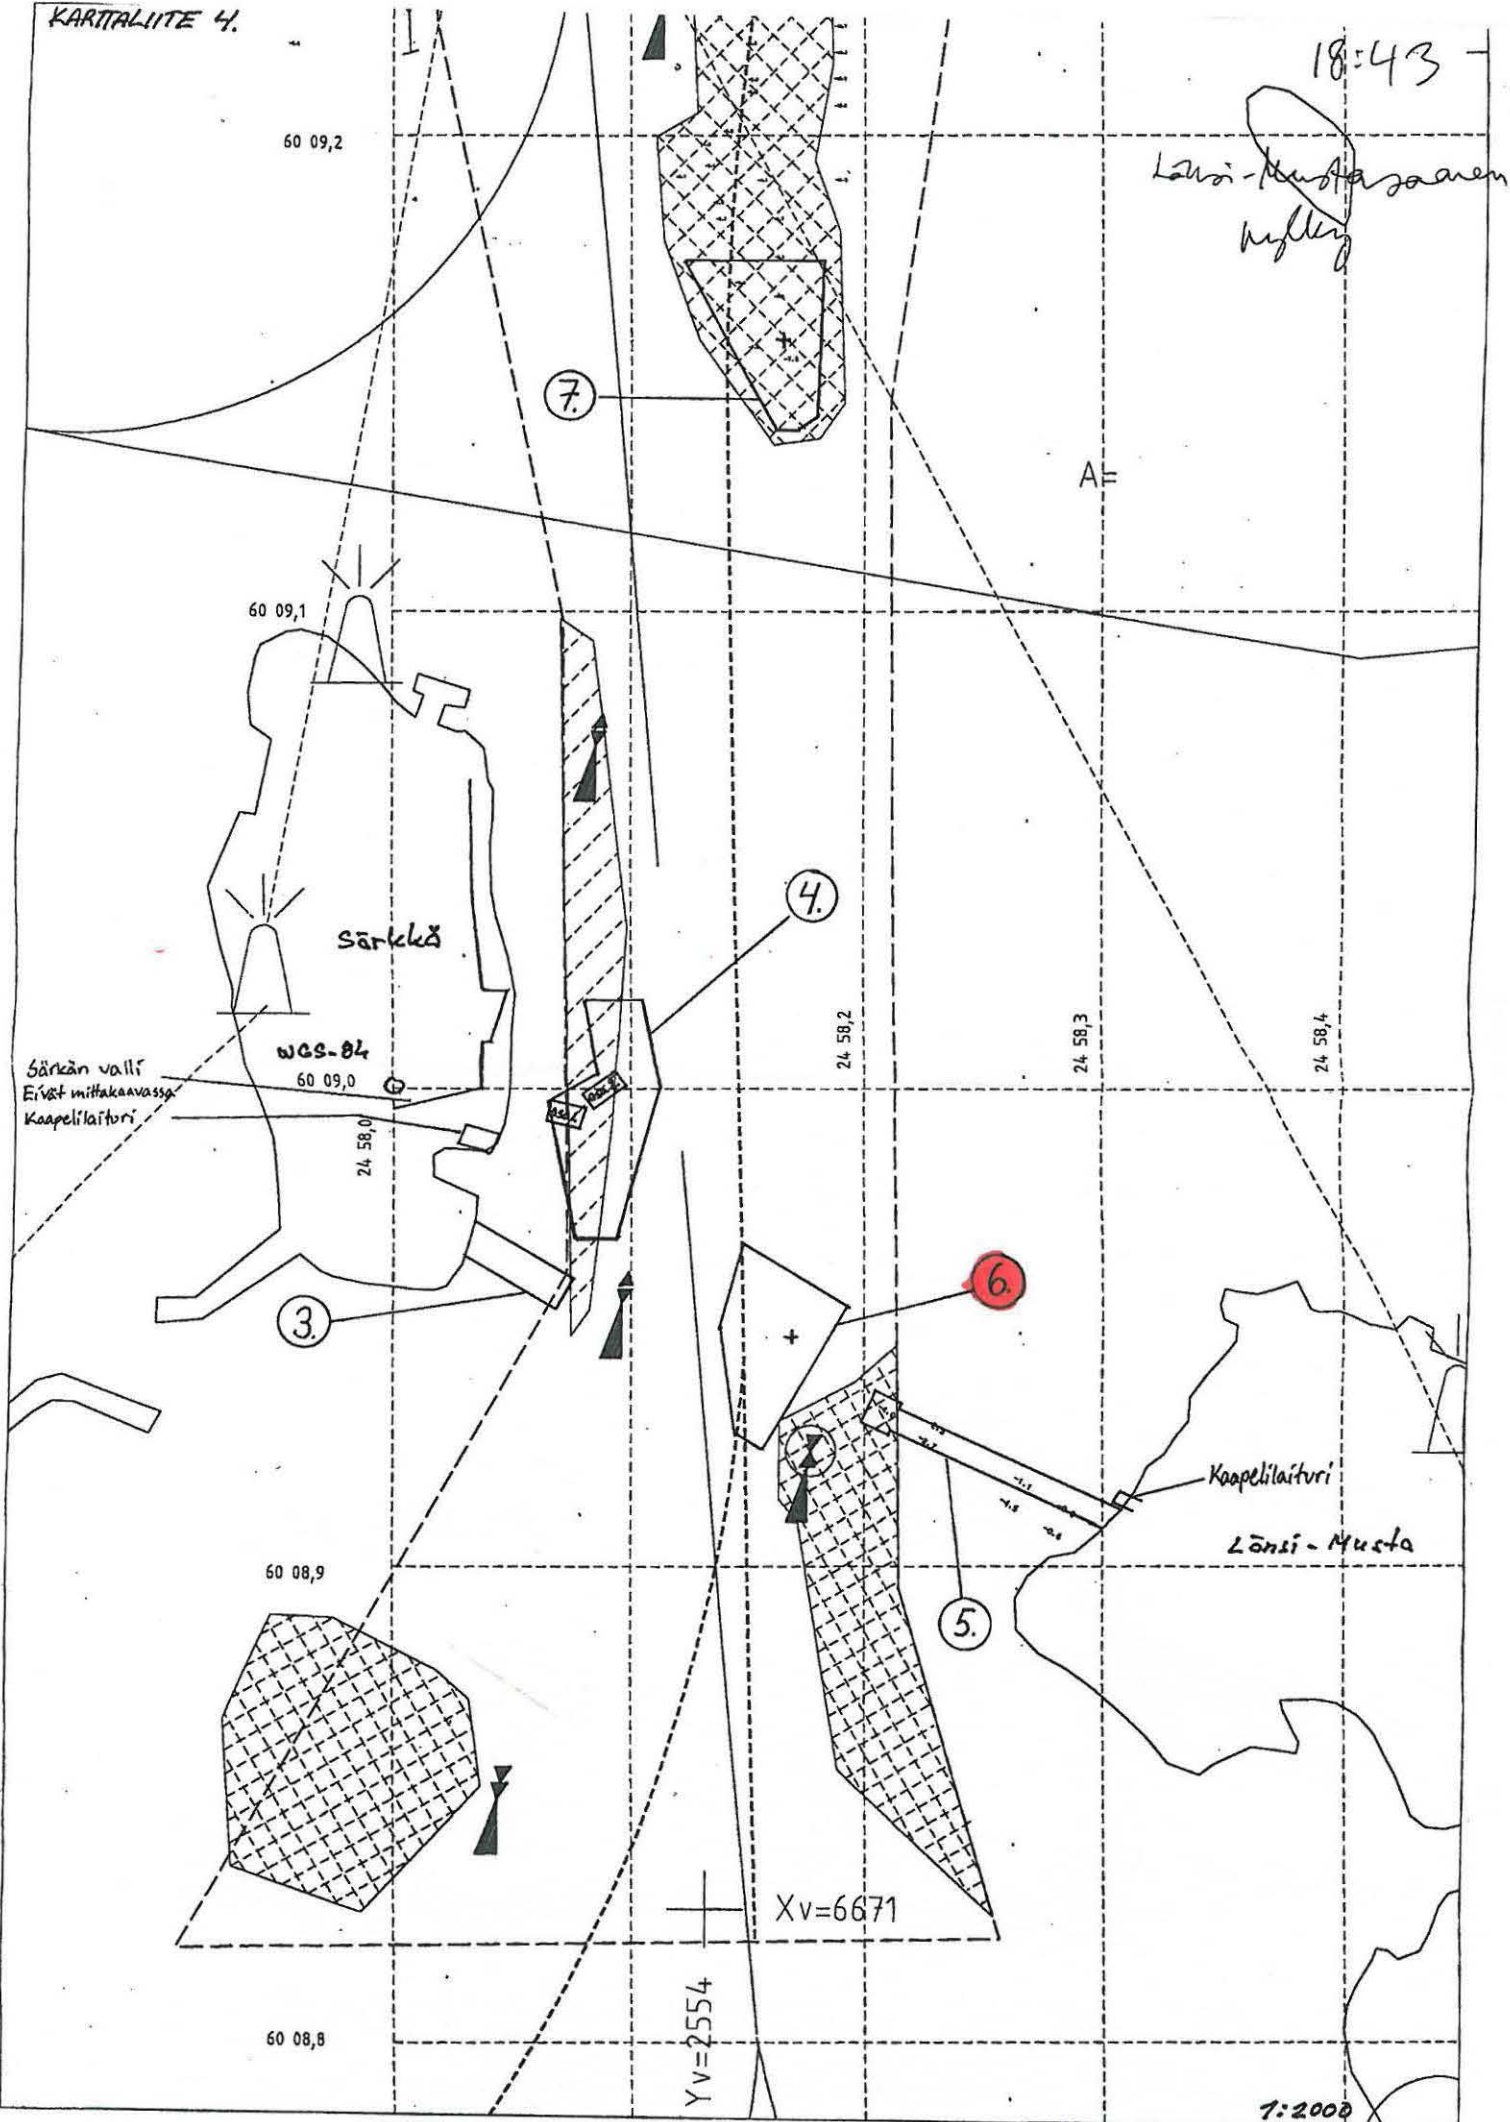 KARTTALIITE 4.
18:43
60 09,2
Länsi-Mustasaaren
hylky
7.
A=
60 09,1
4.
Särkkä
24 58,2
24 58,3
24 58,4
WGS-84
Särkän valli
60 09,0
Eivät mittakaavassa
Kaapelilaituri
24 58,0
6.
3.
Kaapelilaituri
Länsi-Musta
60 08,9
5.
Xv=6671
Yv=2554
60 08,8
1:2000